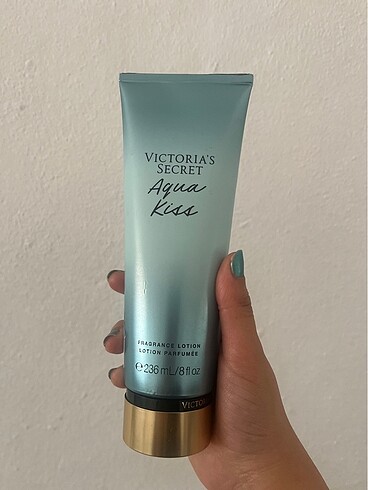 VICTORIA'S
SECRET
Aqua
Kiss
FRAGRANCE LOTION
LOTION PARFUMÉE
℮236 mL/8 fl oz